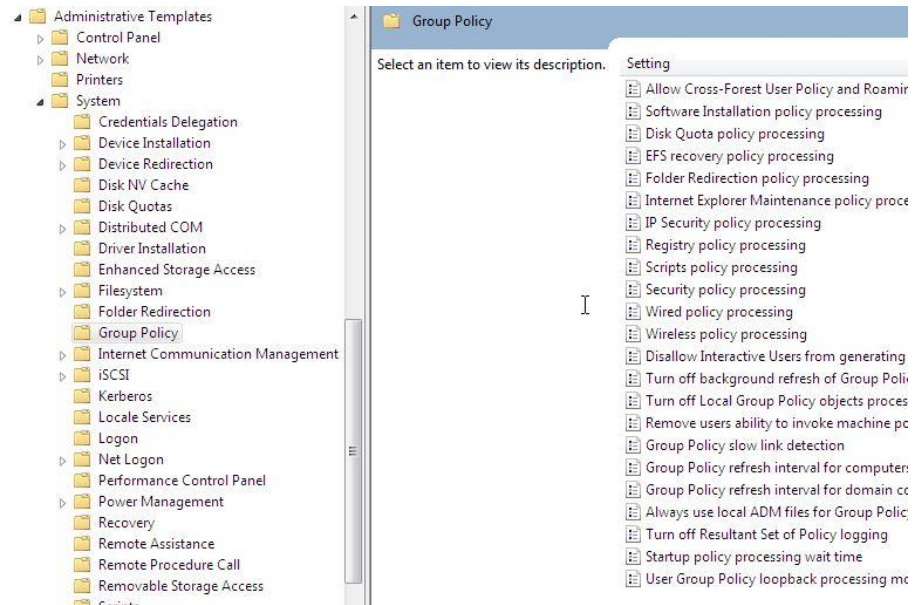 Administrative Templates
Control Panel
Network
Printers
System
Credentials Delegation
Device Installation
Device Redirection
Disk NV Cache
Disk Quotas
Distributed COM
Driver Installation
Enhanced Storage Access
Filesystem
Folder Redirection
Group Policy
Internet Communication Management
iSCSI
Kerberos
Locale Services
Logon
Net Logon
Performance Control Panel
Power Management
Recovery
Remote Assistance
Remote Procedure Call
Removable Storage Access
Group Policy
Select an item to view its description.
Setting
Allow Cross-Forest User Policy and Roamin
Software Installation policy processing
Disk Quota policy processing
EFS recovery policy processing
Folder Redirection policy processing
Internet Explorer Maintenance policy proce
IP Security policy processing
Registry policy processing
Scripts policy processing
Security policy processing
Wired policy processing
Wireless policy processing
Disallow Interactive Users from generating
Turn off background refresh of Group Poli
Turn off Local Group Policy objects proces
Remove users ability to invoke machine po
Group Policy slow link detection
Group Policy refresh interval for computers
Group Policy refresh interval for domain co
Always use local ADM files for Group Policy
Turn off Resultant Set of Policy logging
Startup policy processing wait time
User Group Policy loopback processing mo